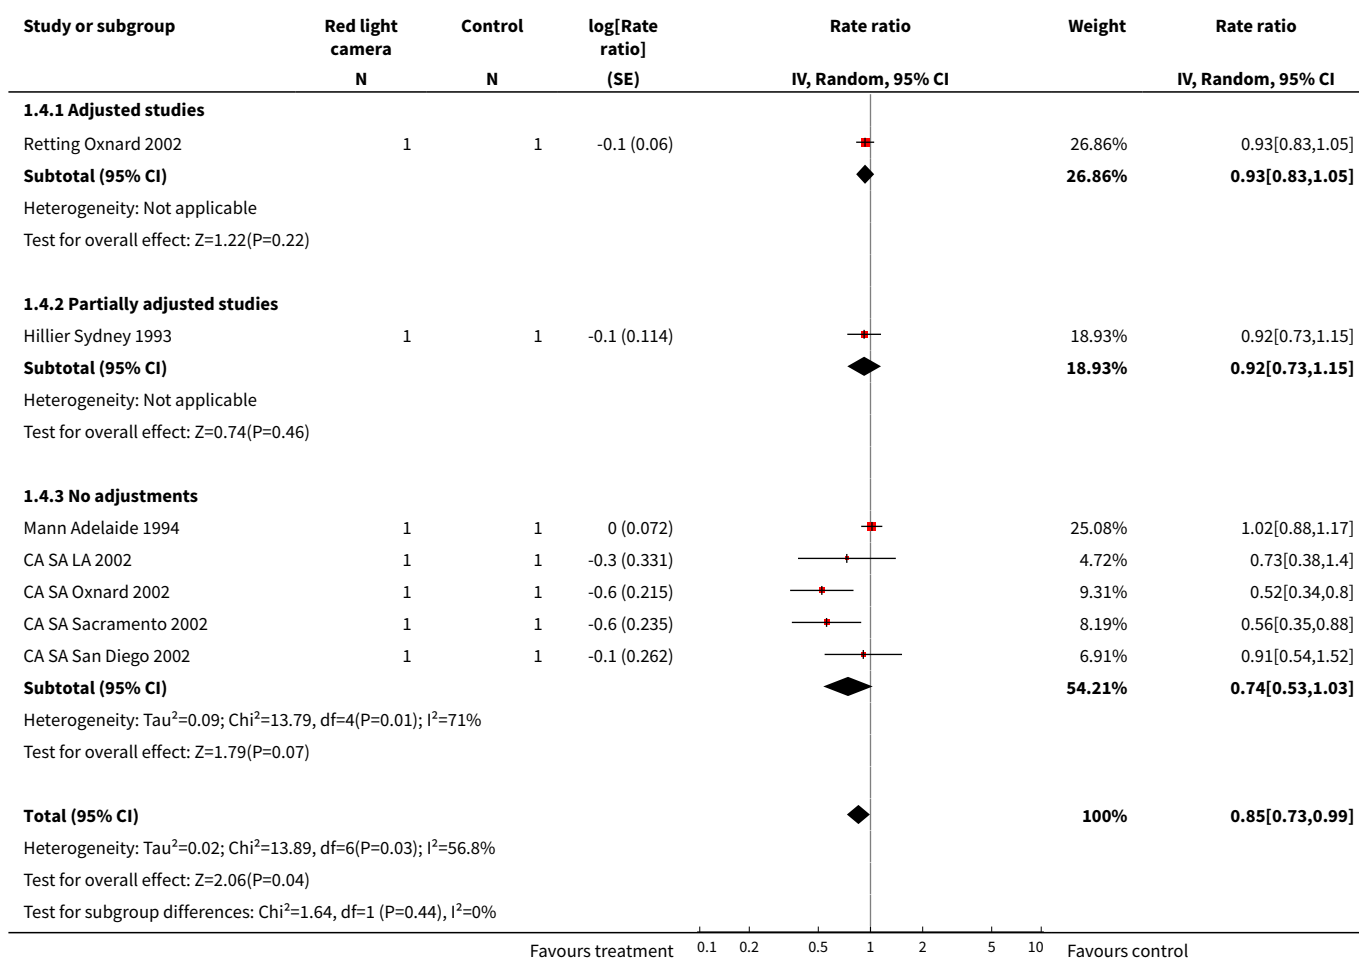 Study or subgroup Red light camera Control log[Rate ratio] Rate ratio Weight Rate ratio
N N (SE) IV, Random, 95% CI IV, Random, 95% CI
1.4.1 Adjusted studies
Retting Oxnard 2002 1 1 -0.1 (0.06) 26.86% 0.93[0.83,1.05]
Subtotal (95% CI) 26.86% 0.93[0.83,1.05]
Heterogeneity: Not applicable
Test for overall effect: Z=1.22(P=0.22)
1.4.2 Partially adjusted studies
Hillier Sydney 1993 1 1 -0.1 (0.114) 18.93% 0.92[0.73,1.15]
Subtotal (95% CI) 18.93% 0.92[0.73,1.15]
Heterogeneity: Not applicable
Test for overall effect: Z=0.74(P=0.46)
1.4.3 No adjustments
Mann Adelaide 1994 1 1 0 (0.072) 25.08% 1.02[0.88,1.17]
CA SA LA 2002 1 1 -0.3 (0.331) 4.72% 0.73[0.38,1.4]
CA SA Oxnard 2002 1 1 -0.6 (0.215) 9.31% 0.52[0.34,0.8]
CA SA Sacramento 2002 1 1 -0.6 (0.235) 8.19% 0.56[0.35,0.88]
CA SA San Diego 2002 1 1 -0.1 (0.262) 6.91% 0.91[0.54,1.52]
Subtotal (95% CI) 54.21% 0.74[0.53,1.03]
Heterogeneity: Tau²=0.09; Chi²=13.79, df=4(P=0.01); I²=71%
Test for overall effect: Z=1.79(P=0.07)
Total (95% CI) 100% 0.85[0.73,0.99]
Heterogeneity: Tau²=0.02; Chi²=13.89, df=6(P=0.03); I²=56.8%
Test for overall effect: Z=2.06(P=0.04)
Test for subgroup differences: Chi²=1.64, df=1 (P=0.44), I²=0%
Favours treatment 0.1 0.2 0.5 1 2 5 10 Favours control